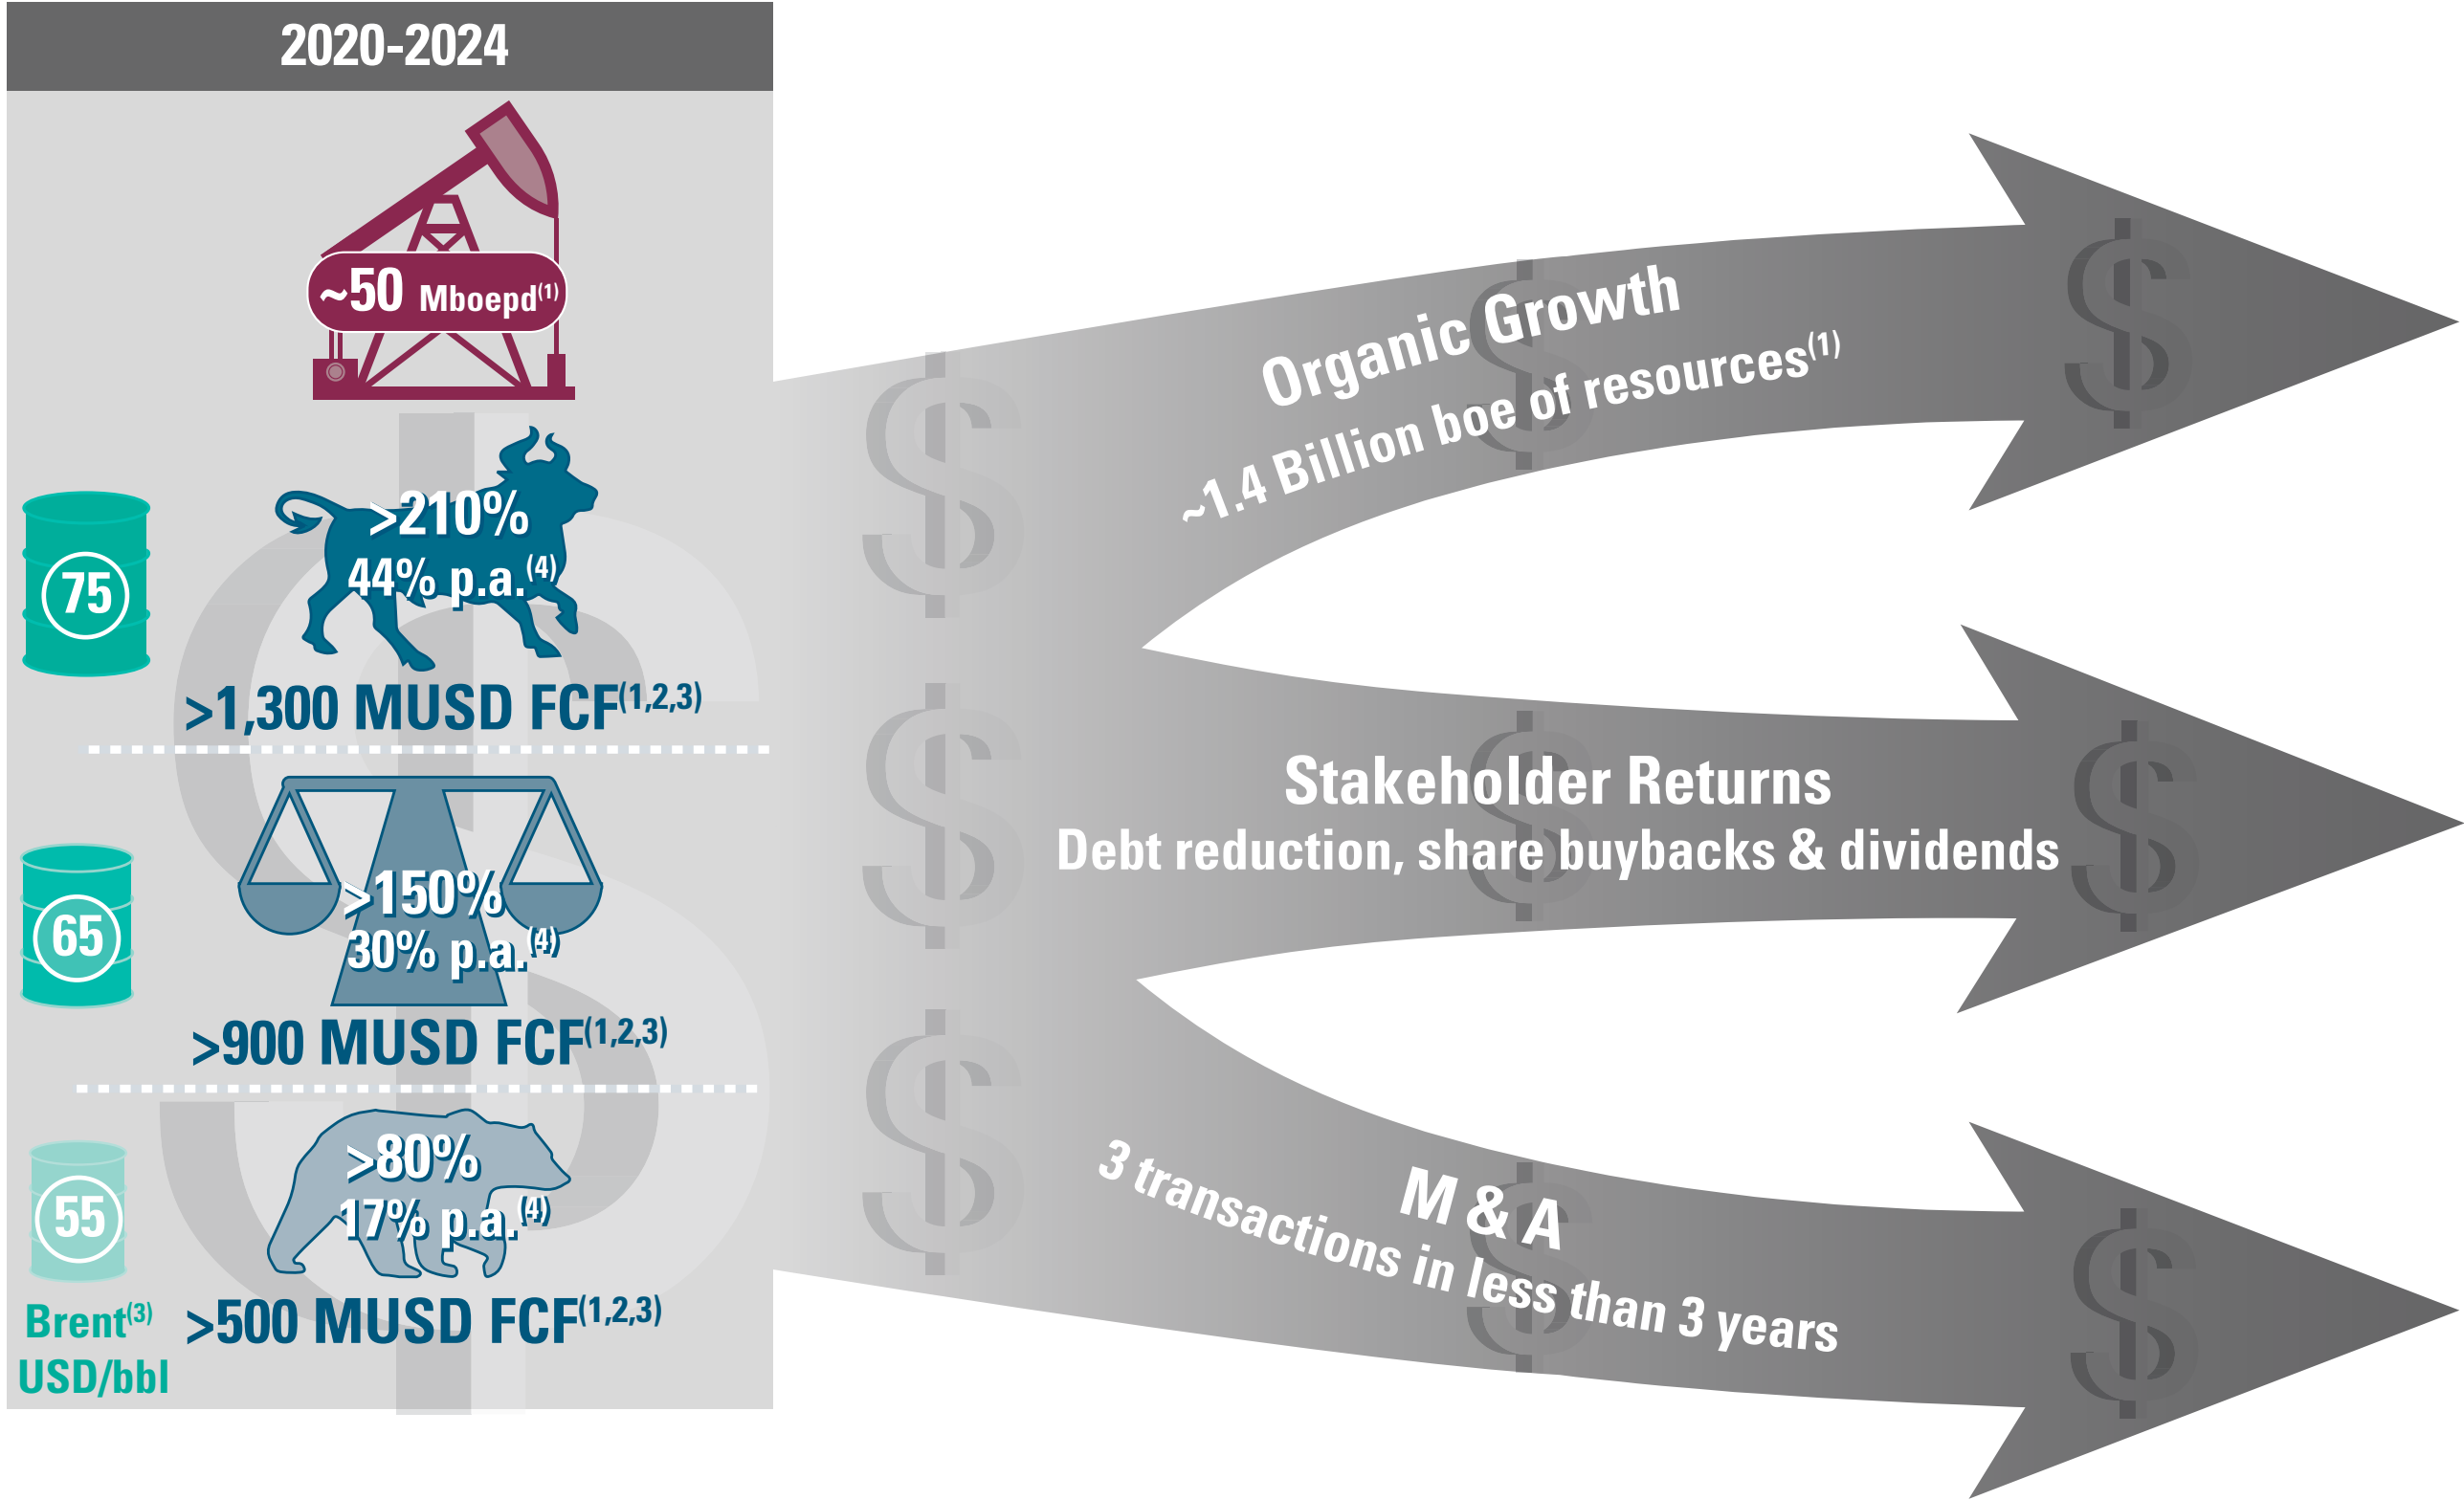 2020-2024
~50 Mboepd(1)
75
>210%
44% p.a.(4)
>1,300 MUSD FCF(1,2,3)
65
>150%
30% p.a.(4)
>900 MUSD FCF(1,2,3)
55
>80%
17% p.a.(4)
Brent(3)
USD/bbl
>500 MUSD FCF(1,2,3)
Organic Growth
~1.4 Billion boe of resources(1)
Stakeholder Returns
Debt reduction, share buybacks & dividends
M & A
3 transactions in less than 3 years